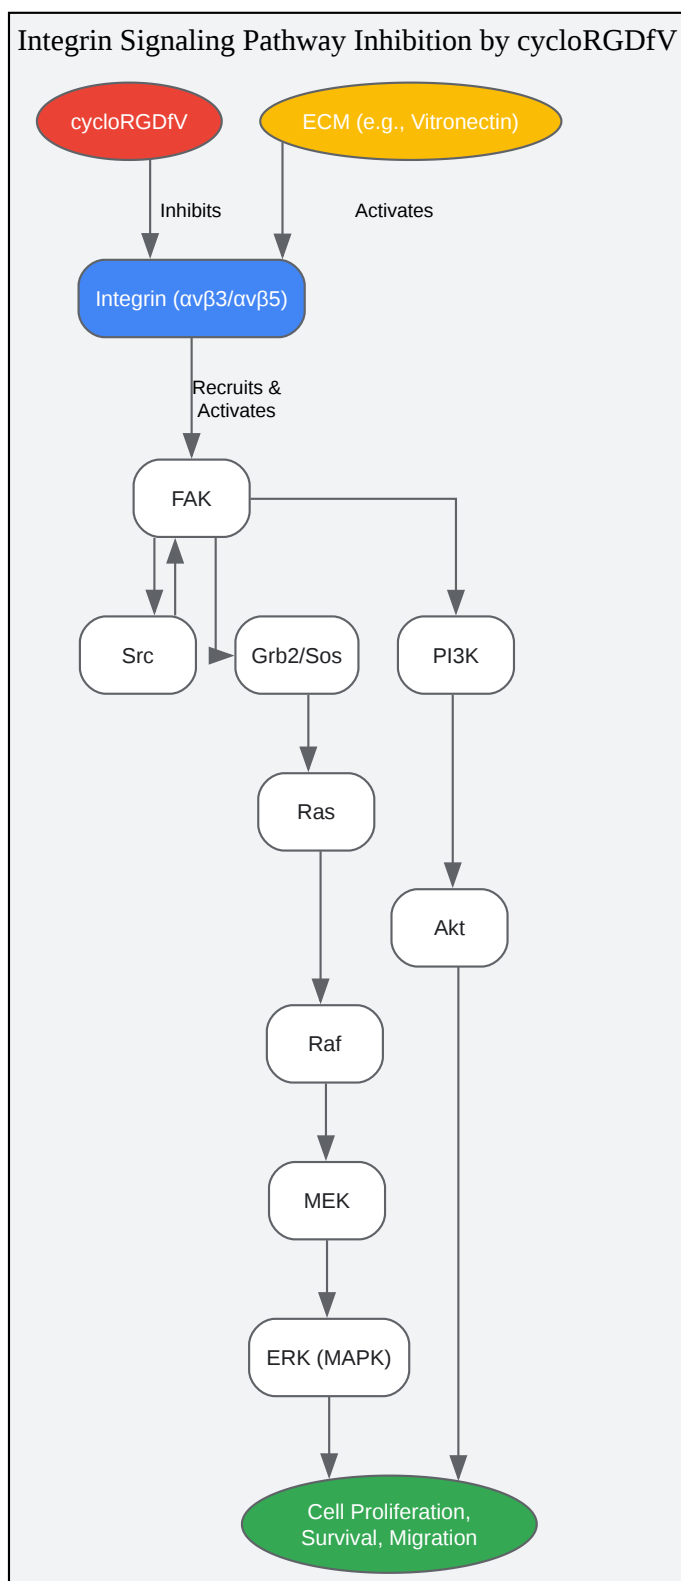 Integrin Signaling Pathway Inhibition by cycloRGDfV
cycloRGDfV
ECM (e.g., Vitronectin)
Inhibits
Activates
Integrin (αvβ3/αvβ5)
Recruits &
Activates
FAK
Src
Grb2/Sos
PI3K
Ras
Akt
Raf
MEK
ERK (MAPK)
Cell Proliferation,
Survival, Migration